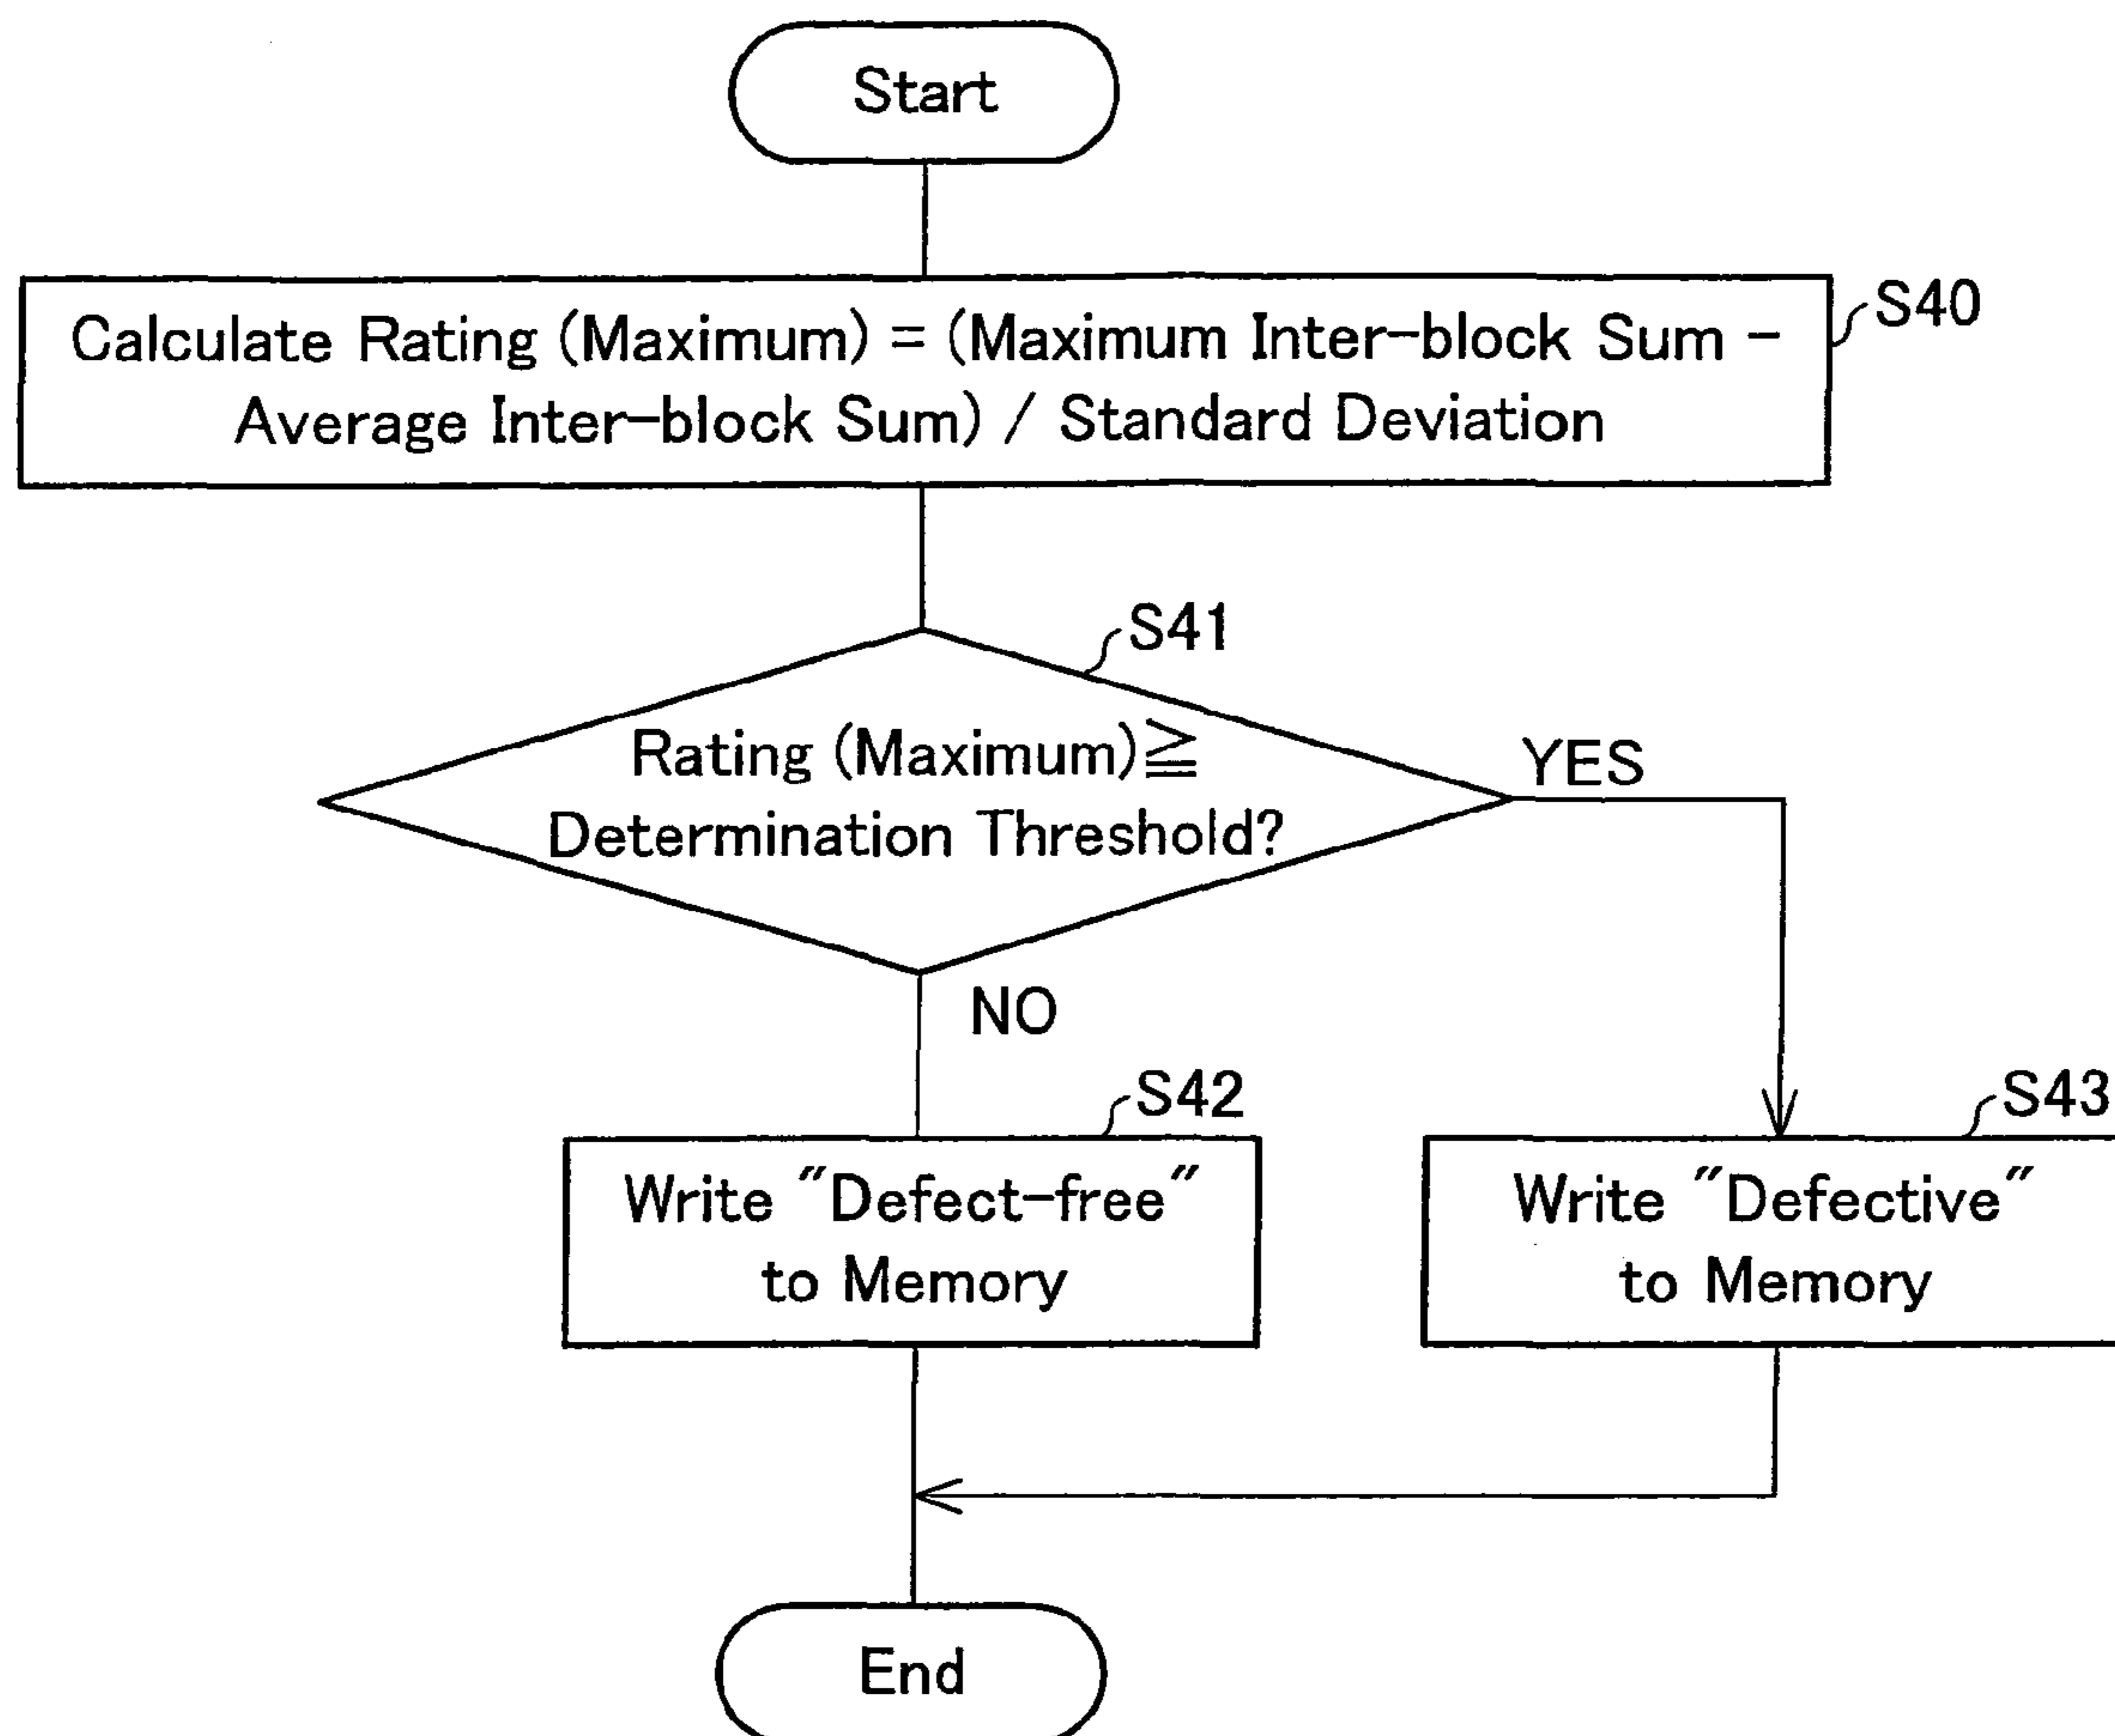 Start
Calculate Rating (Maximum) = (Maximum Inter-block Sum -
Average Inter-block Sum) / Standard Deviation
S40
S41
Rating (Maximum)≧
Determination Threshold?
YES
NO
S42
S43
Write "Defect-free"
to Memory
Write "Defective"
to Memory
End